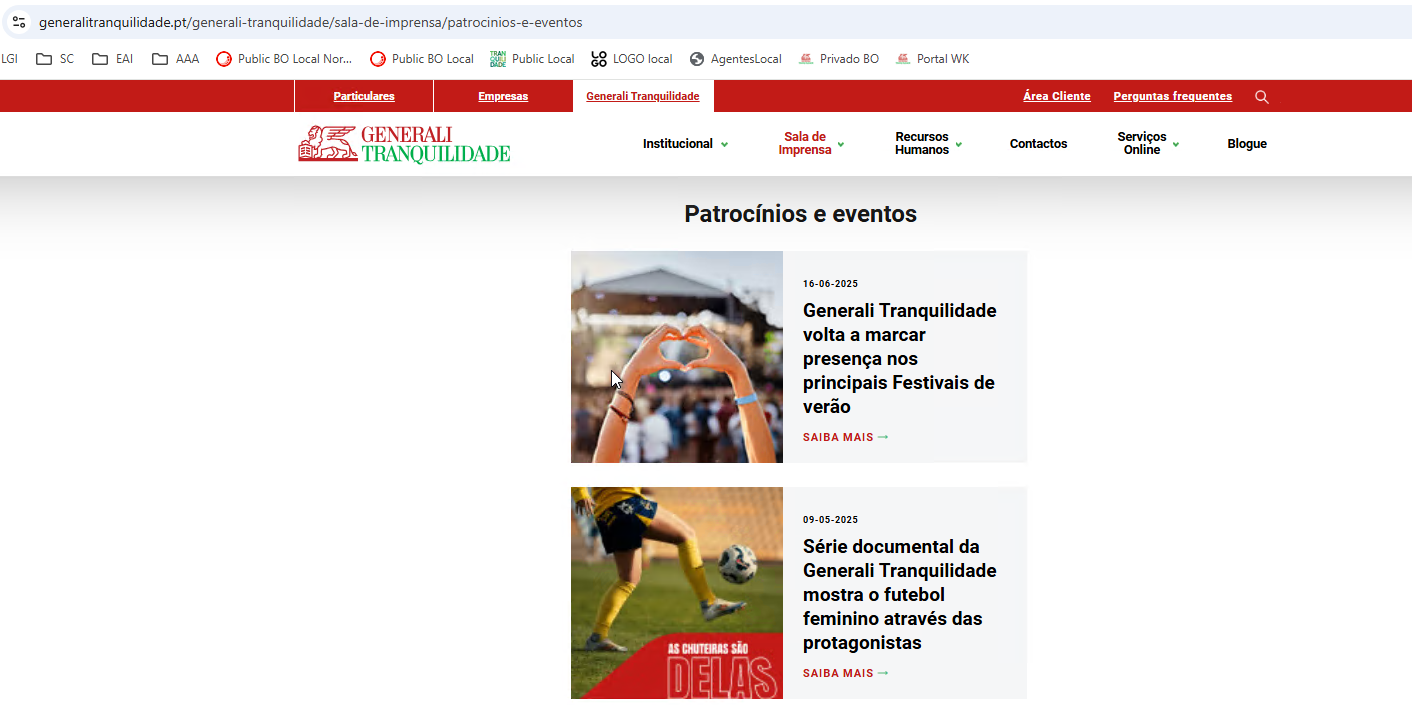 generalitranquilidade.pt/generali-tranquilidade/sala-de-imprensa/patrocinios-e-eventos
LGI SC EAI AAA Public BO Local Nor... Public BO Local TRAN QUILI DADE Public Local LOGO LOGO local AgentesLocal Privado BO Portal WK
Particulares Empresas Generali Tranquilidade Área Cliente Perguntas frequentes
GENERALI
TRANQUILIDADE
Institucional
Sala de
Imprensa
Recursos
Humanos
Contactos
Serviços
Online
Blogue
Patrocínios e eventos
16-06-2025
Generali Tranquilidade
volta a marcar
presença nos
principais Festivais de
verão
SAIBA MAIS →
AS CHUTEIRAS SÃO
DELAS
09-05-2025
Série documental da
Generali Tranquilidade
mostra o futebol
feminino através das
protagonistas
SAIBA MAIS →